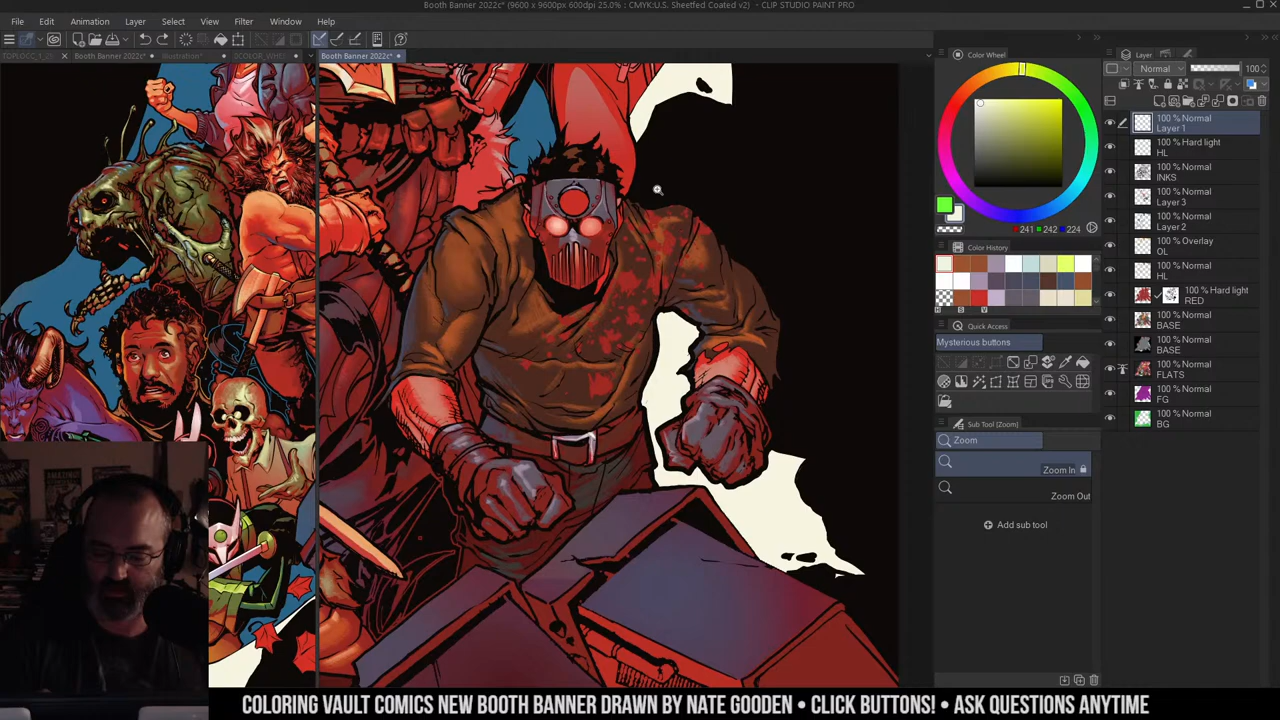 Booth Banner 2022c* (9600 x 9600px 600dpi 25.0% : CMYK:U.S. Sheetfed Coated v2) - CLIP STUDIO PAINT PRO
File Edit Animation Layer Select View Filter Window Help
Booth Banner 2022c* Illustration* Booth Banner 2022c*
Color Wheel
241 242 224
Color History
Quick Access
Mysterious buttons
Sub Tool [Zoom]
Zoom
Zoom In
Zoom Out
Add sub tool
Layer
Normal 100
100 % Normal
Layer 1
100 % Hard light
HL
100 % Normal
INKS
100 % Normal
Layer 3
100 % Normal
Layer 2
100 % Overlay
OL
100 % Normal
HL
100 % Hard light
RED
100 % Normal
BASE
100 % Normal
BASE
100 % Normal
FLATS
100 % Normal
FG
100 % Normal
BG
COLORING VAULT COMICS NEW BOOTH BANNER DRAWN BY NATE GOODEN • CLICK BUTTONS! • ASK QUESTIONS ANYTIME